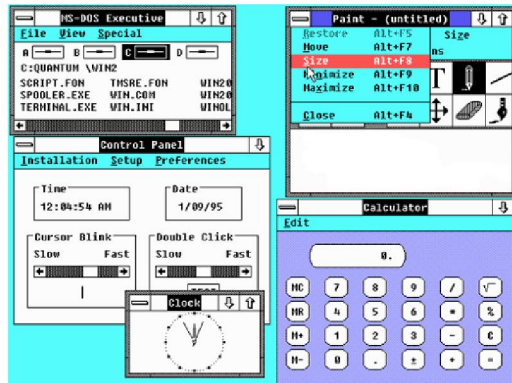 MS-DOS Executive
File View Special
A B C D
C:QUANTUM \WIN2
SCRIPT.FON TMSRE.FON WIN20
SPOOLER.EXE WIN.COM WIN20
TERMINAL.EXE WIN.INI WINOL
Paint - (untitled)
Restore Alt+F5
Move Alt+F7
Size Alt+F8
Minimize Alt+F9
Maximize Alt+F10
Close Alt+F4
Size
ns
T
Control Panel
Installation Setup Preferences
Time
12:04:54 AM
Date
1/09/95
Cursor Blink
Slow Fast
Double Click
Slow Fast
Clock
Calculator
Edit
0.
MC 7 8 9 / √
MR 4 5 6 * %
M+ 1 2 3 - C
M- 0 . ± + =